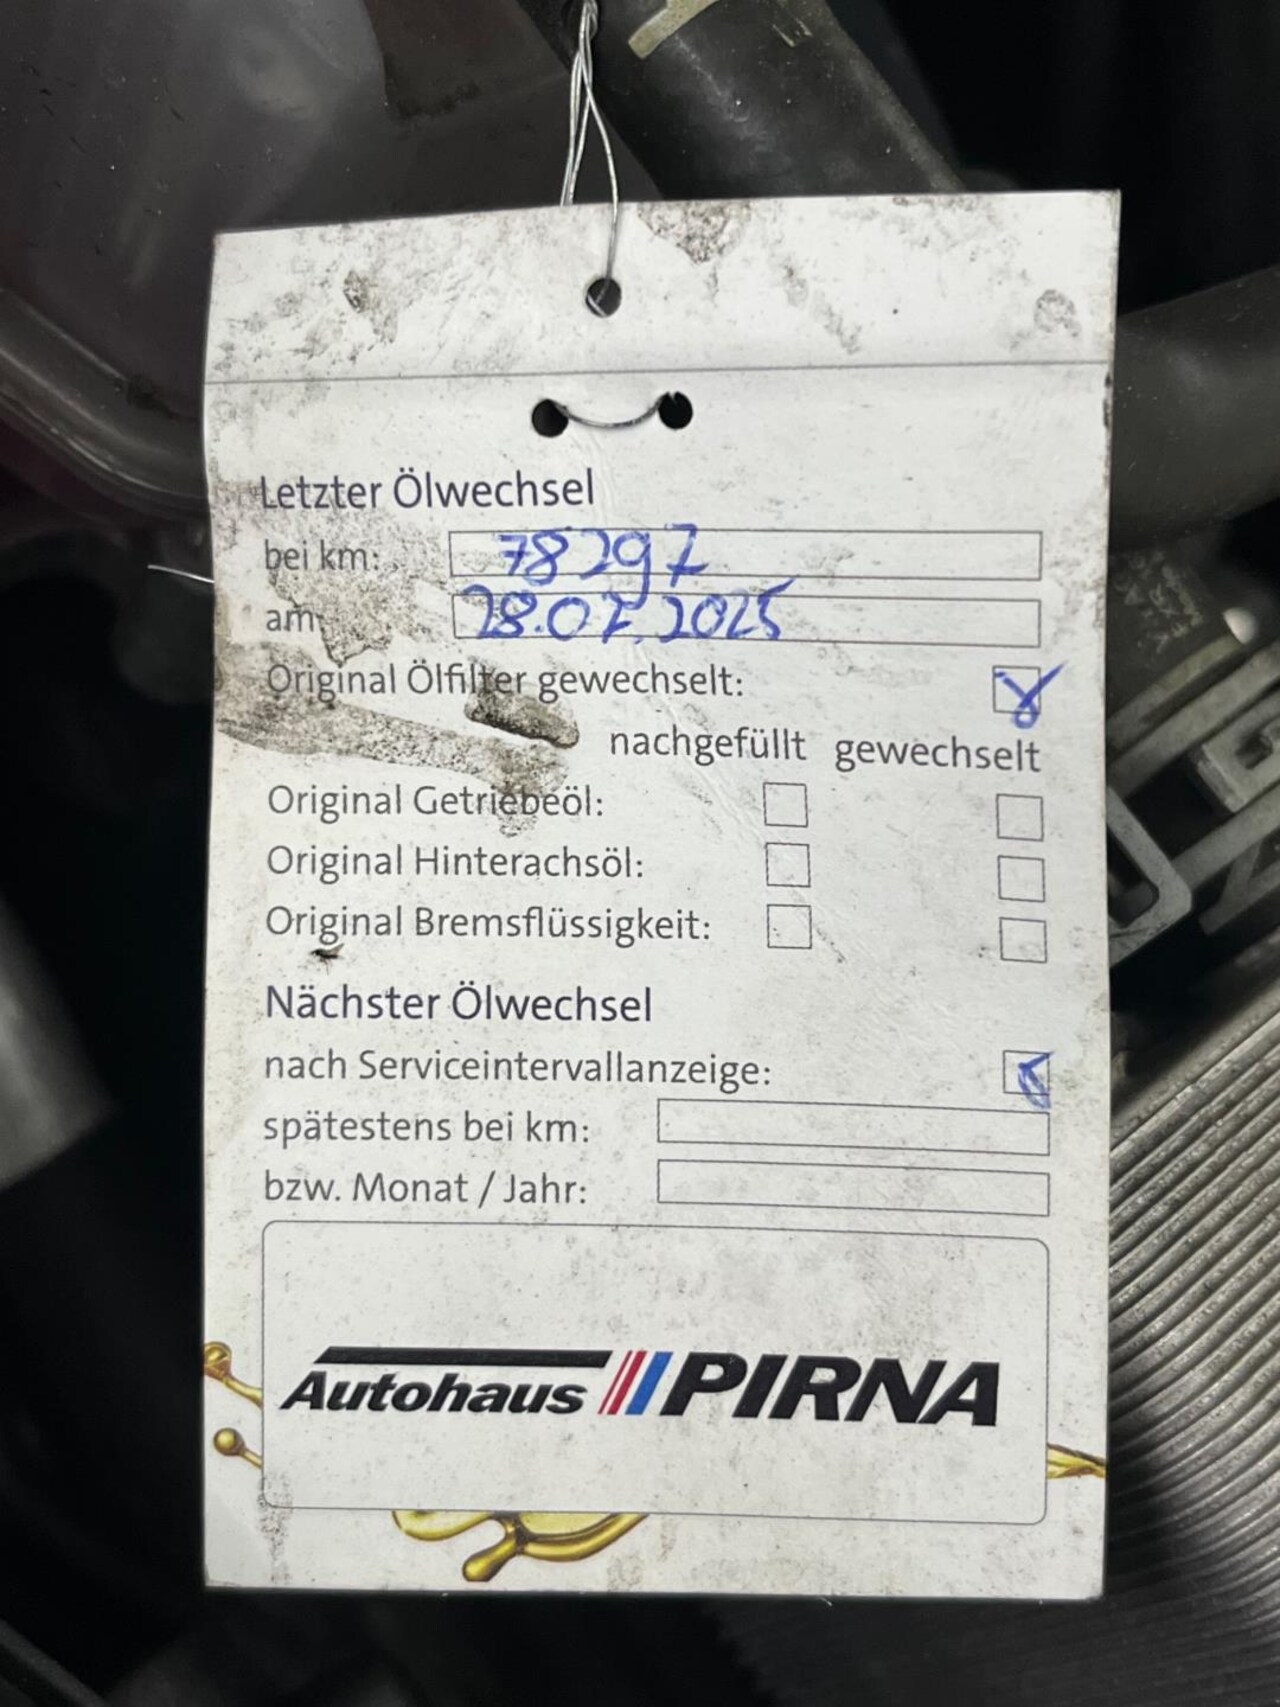 Letzter Ölwechsel
bei km: 78297
am: 28.07.2025
Original Ölfilter gewechselt:
nachgefüllt gewechselt
Original Getriebeöl:
Original Hinterachsöl:
Original Bremsflüssigkeit:
Nächster Ölwechsel
nach Serviceintervallanzeige:
spätestens bei km:
bzw. Monat / Jahr:
Autohaus PIRNA